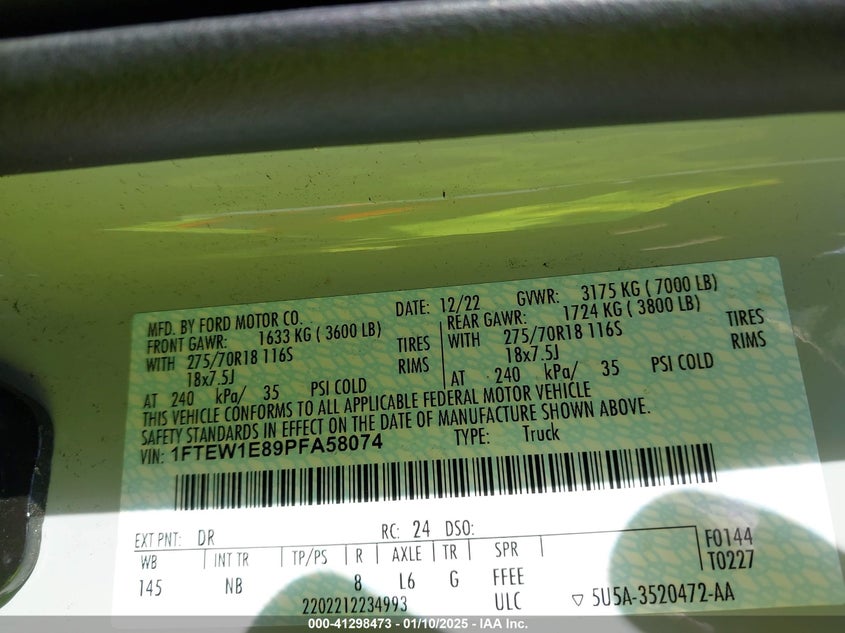 MFD. BY FORD MOTOR CO.
DATE: 12/22 GVWR: 3175 KG ( 7000 LB)
FRONT GAWR: 1633 KG ( 3600 LB)
WITH 275/70R18 116S TIRES
18x7.5J RIMS
AT 240 kPa/ 35 PSI COLD
REAR GAWR: 1724 KG ( 3800 LB)
WITH 275/70R18 116S TIRES
18x7.5J RIMS
AT 240 kPa/ 35 PSI COLD
THIS VEHICLE CONFORMS TO ALL APPLICABLE FEDERAL MOTOR VEHICLE
SAFETY STANDARDS IN EFFECT ON THE DATE OF MANUFACTURE SHOWN ABOVE.
VIN: 1FTEW1E89PFA58074 TYPE: Truck
EXT PNT: DR RC: 24 DSO:
WB INT TR TP/PS R AXLE TR SPR
145 NB 8 L6 G FFEE
ULC
F0144
T0227
2202212234993
▽ 5U5A-3520472-AA
000-41298473 — 01/10/2025 — IAA Inc.